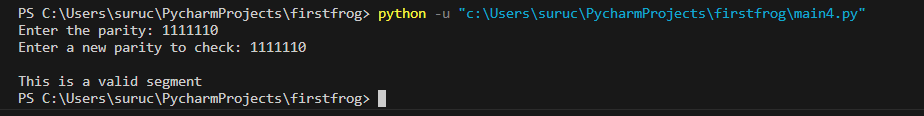 PS C:\Users\suruc\PycharmProjects\firstfrog> python -u "c:\Users\suruc\PycharmProjects\firstfrog\main4.py"
Enter the parity: 1111110
Enter a new parity to check: 1111110
This is a valid segment
PS C:\Users\suruc\PycharmProjects\firstfrog>